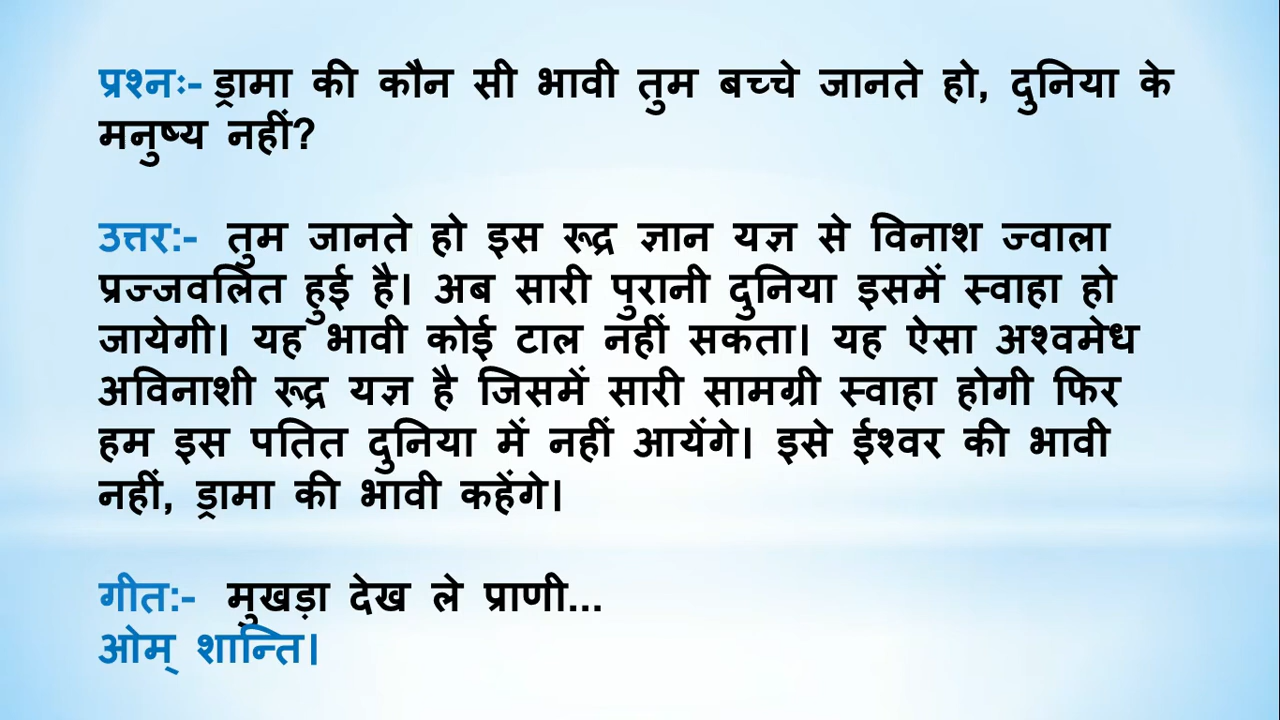 प्रश्नः- ड्रामा की कौन सी भावी तुम बच्चे जानते हो, दुनिया के
मनुष्य नहीं?
उत्तर:- तुम जानते हो इस रूद्र ज्ञान यज्ञ से विनाश ज्वाला
प्रज्जवलित हुई है। अब सारी पुरानी दुनिया इसमें स्वाहा हो
जायेगी। यह भावी कोई टाल नहीं सकता। यह ऐसा अश्वमेध
अविनाशी रूद्र यज्ञ है जिसमें सारी सामग्री स्वाहा होगी फिर
हम इस पतित दुनिया में नहीं आयेंगे। इसे ईश्वर की भावी
नहीं, ड्रामा की भावी कहेंगे।
गीत:- मुखड़ा देख ले प्राणी...
ओम् शान्ति।